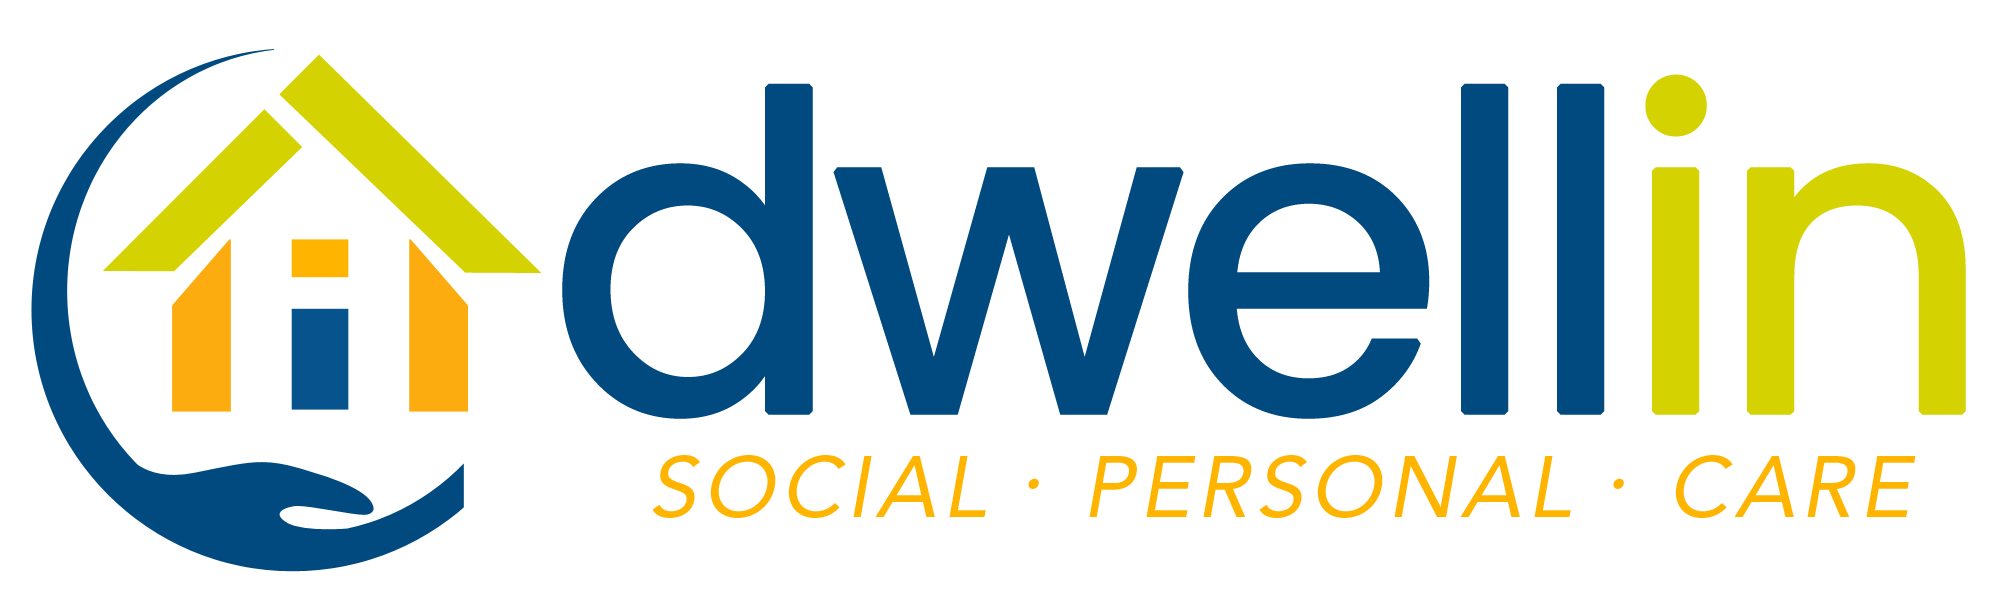 dwellin
SOCIAL · PERSONAL · CARE